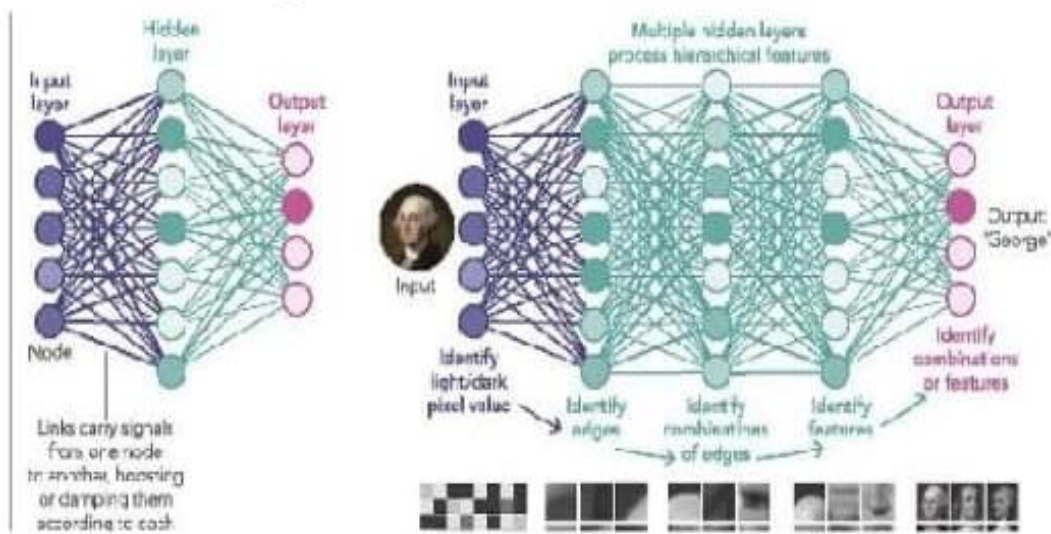 Hidden
layer
Input
layer
Output
layer
Node
Links carry signals
from one node
to another, boosting
or damping them
according to each
Multiple hidden layers
process hierarchical features
Input
layer
Output
layer
Input
Output:
"George"
Identify
light/dark
pixel value
Identify
edges
Identify
combinations
of edges
Identify
features
Identify
combinations
or features